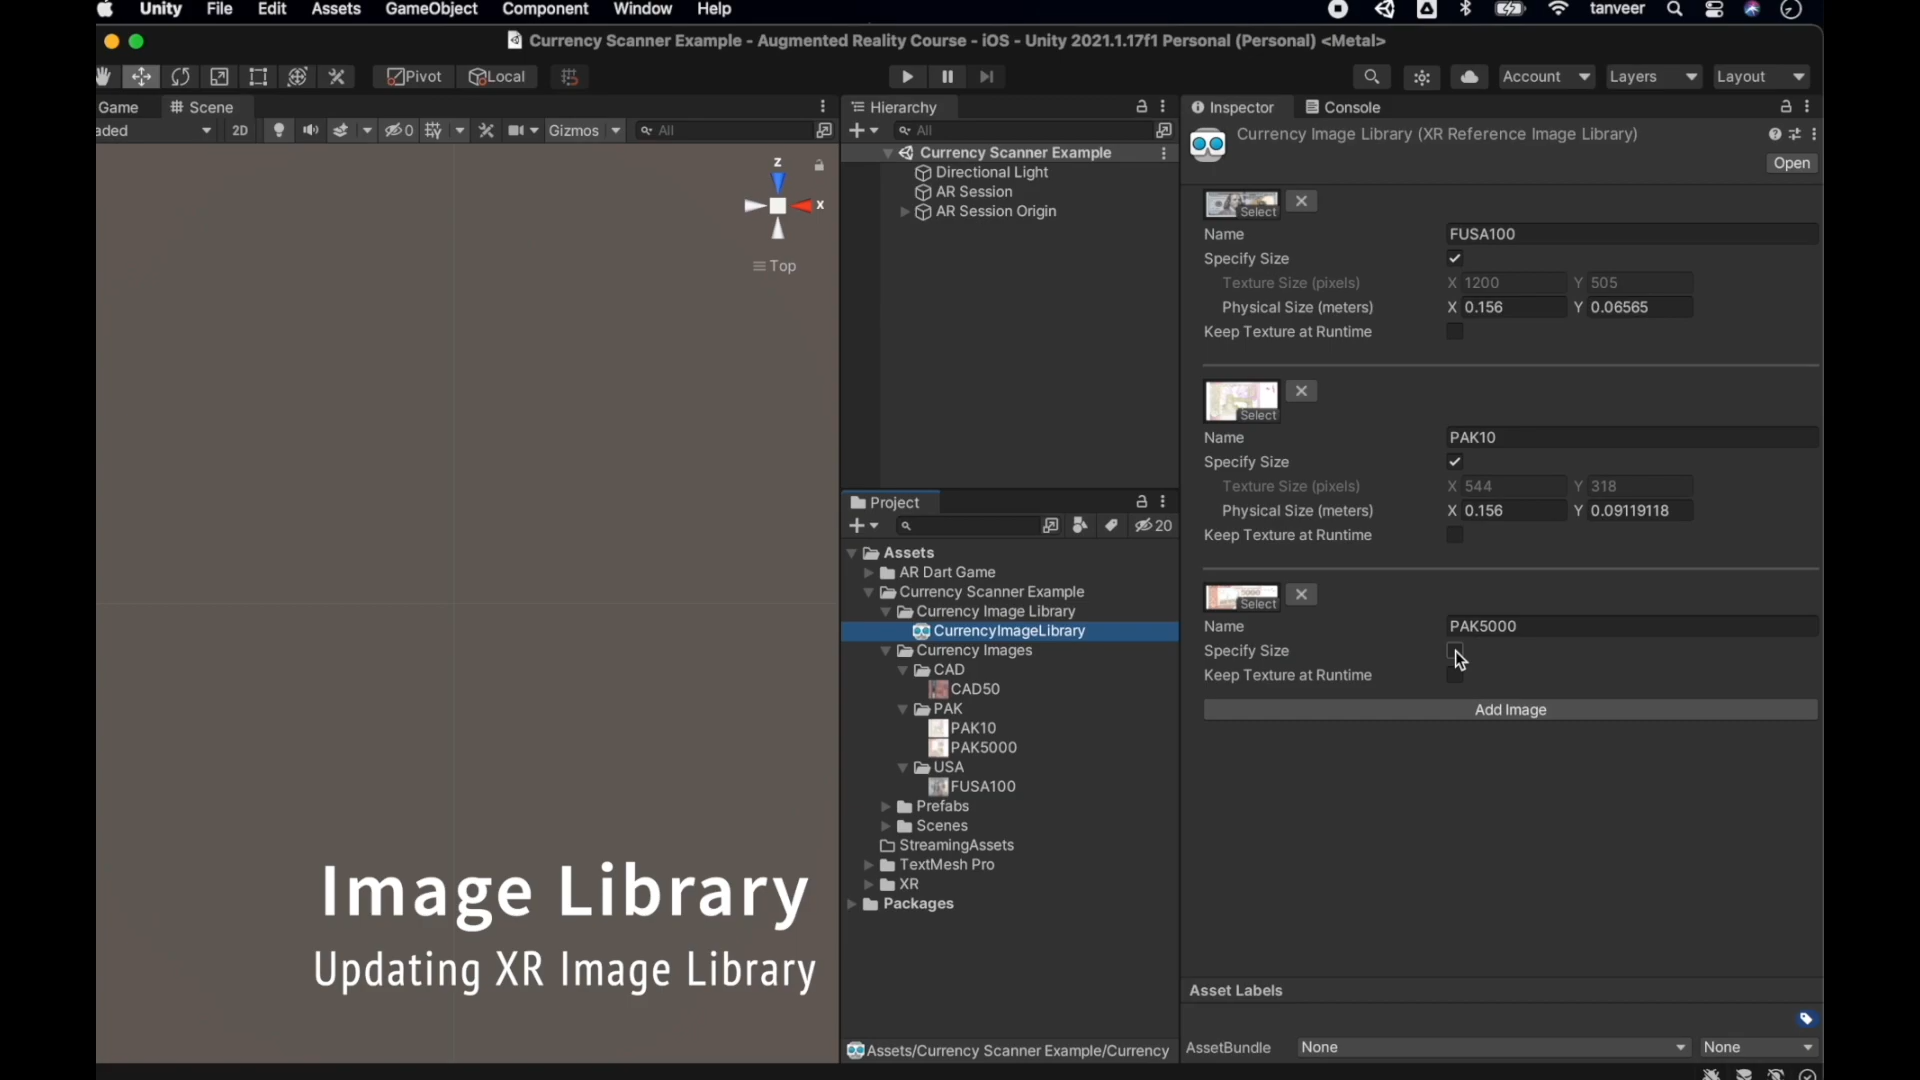 Unity File Edit Assets GameObject Component Window Help tanveer
Currency Scanner Example - Augmented Reality Course - iOS - Unity 2021.1.17f1 Personal (Personal) <Metal>
Pivot Local Account Layers Layout
Game Scene
aded 2D 0 Gizmos All
z
x
Top
Hierarchy
All
Currency Scanner Example
Directional Light
AR Session
AR Session Origin
Project
20
Assets
AR Dart Game
Currency Scanner Example
Currency Image Library
CurrencyImageLibrary
Currency Images
CAD
CAD50
PAK
PAK10
PAK5000
USA
FUSA100
Prefabs
Scenes
StreamingAssets
TextMesh Pro
XR
Packages
Assets/Currency Scanner Example/Currency
Inspector Console
Currency Image Library (XR Reference Image Library)
Open
Select
Name FUSA100
Specify Size
Texture Size (pixels) X 1200 Y 505
Physical Size (meters) X 0.156 Y 0.06565
Keep Texture at Runtime
Select
Name PAK10
Specify Size
Texture Size (pixels) X 544 Y 318
Physical Size (meters) X 0.156 Y 0.09119118
Keep Texture at Runtime
Select
Name PAK5000
Specify Size
Keep Texture at Runtime
Add Image
Asset Labels
AssetBundle None None
Image Library
Updating XR Image Library